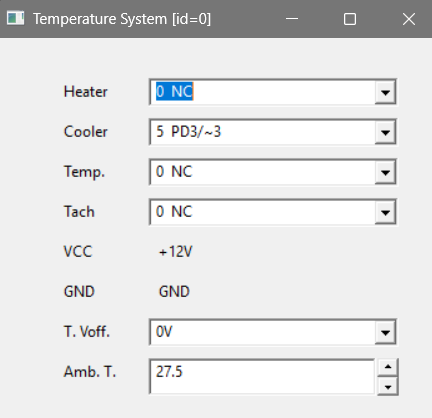 Temperature System [id=0]
Heater 0 NC
Cooler 5 PD3/~3
Temp. 0 NC
Tach 0 NC
VCC +12V
GND GND
T. Voff. 0V
Amb. T. 27.5